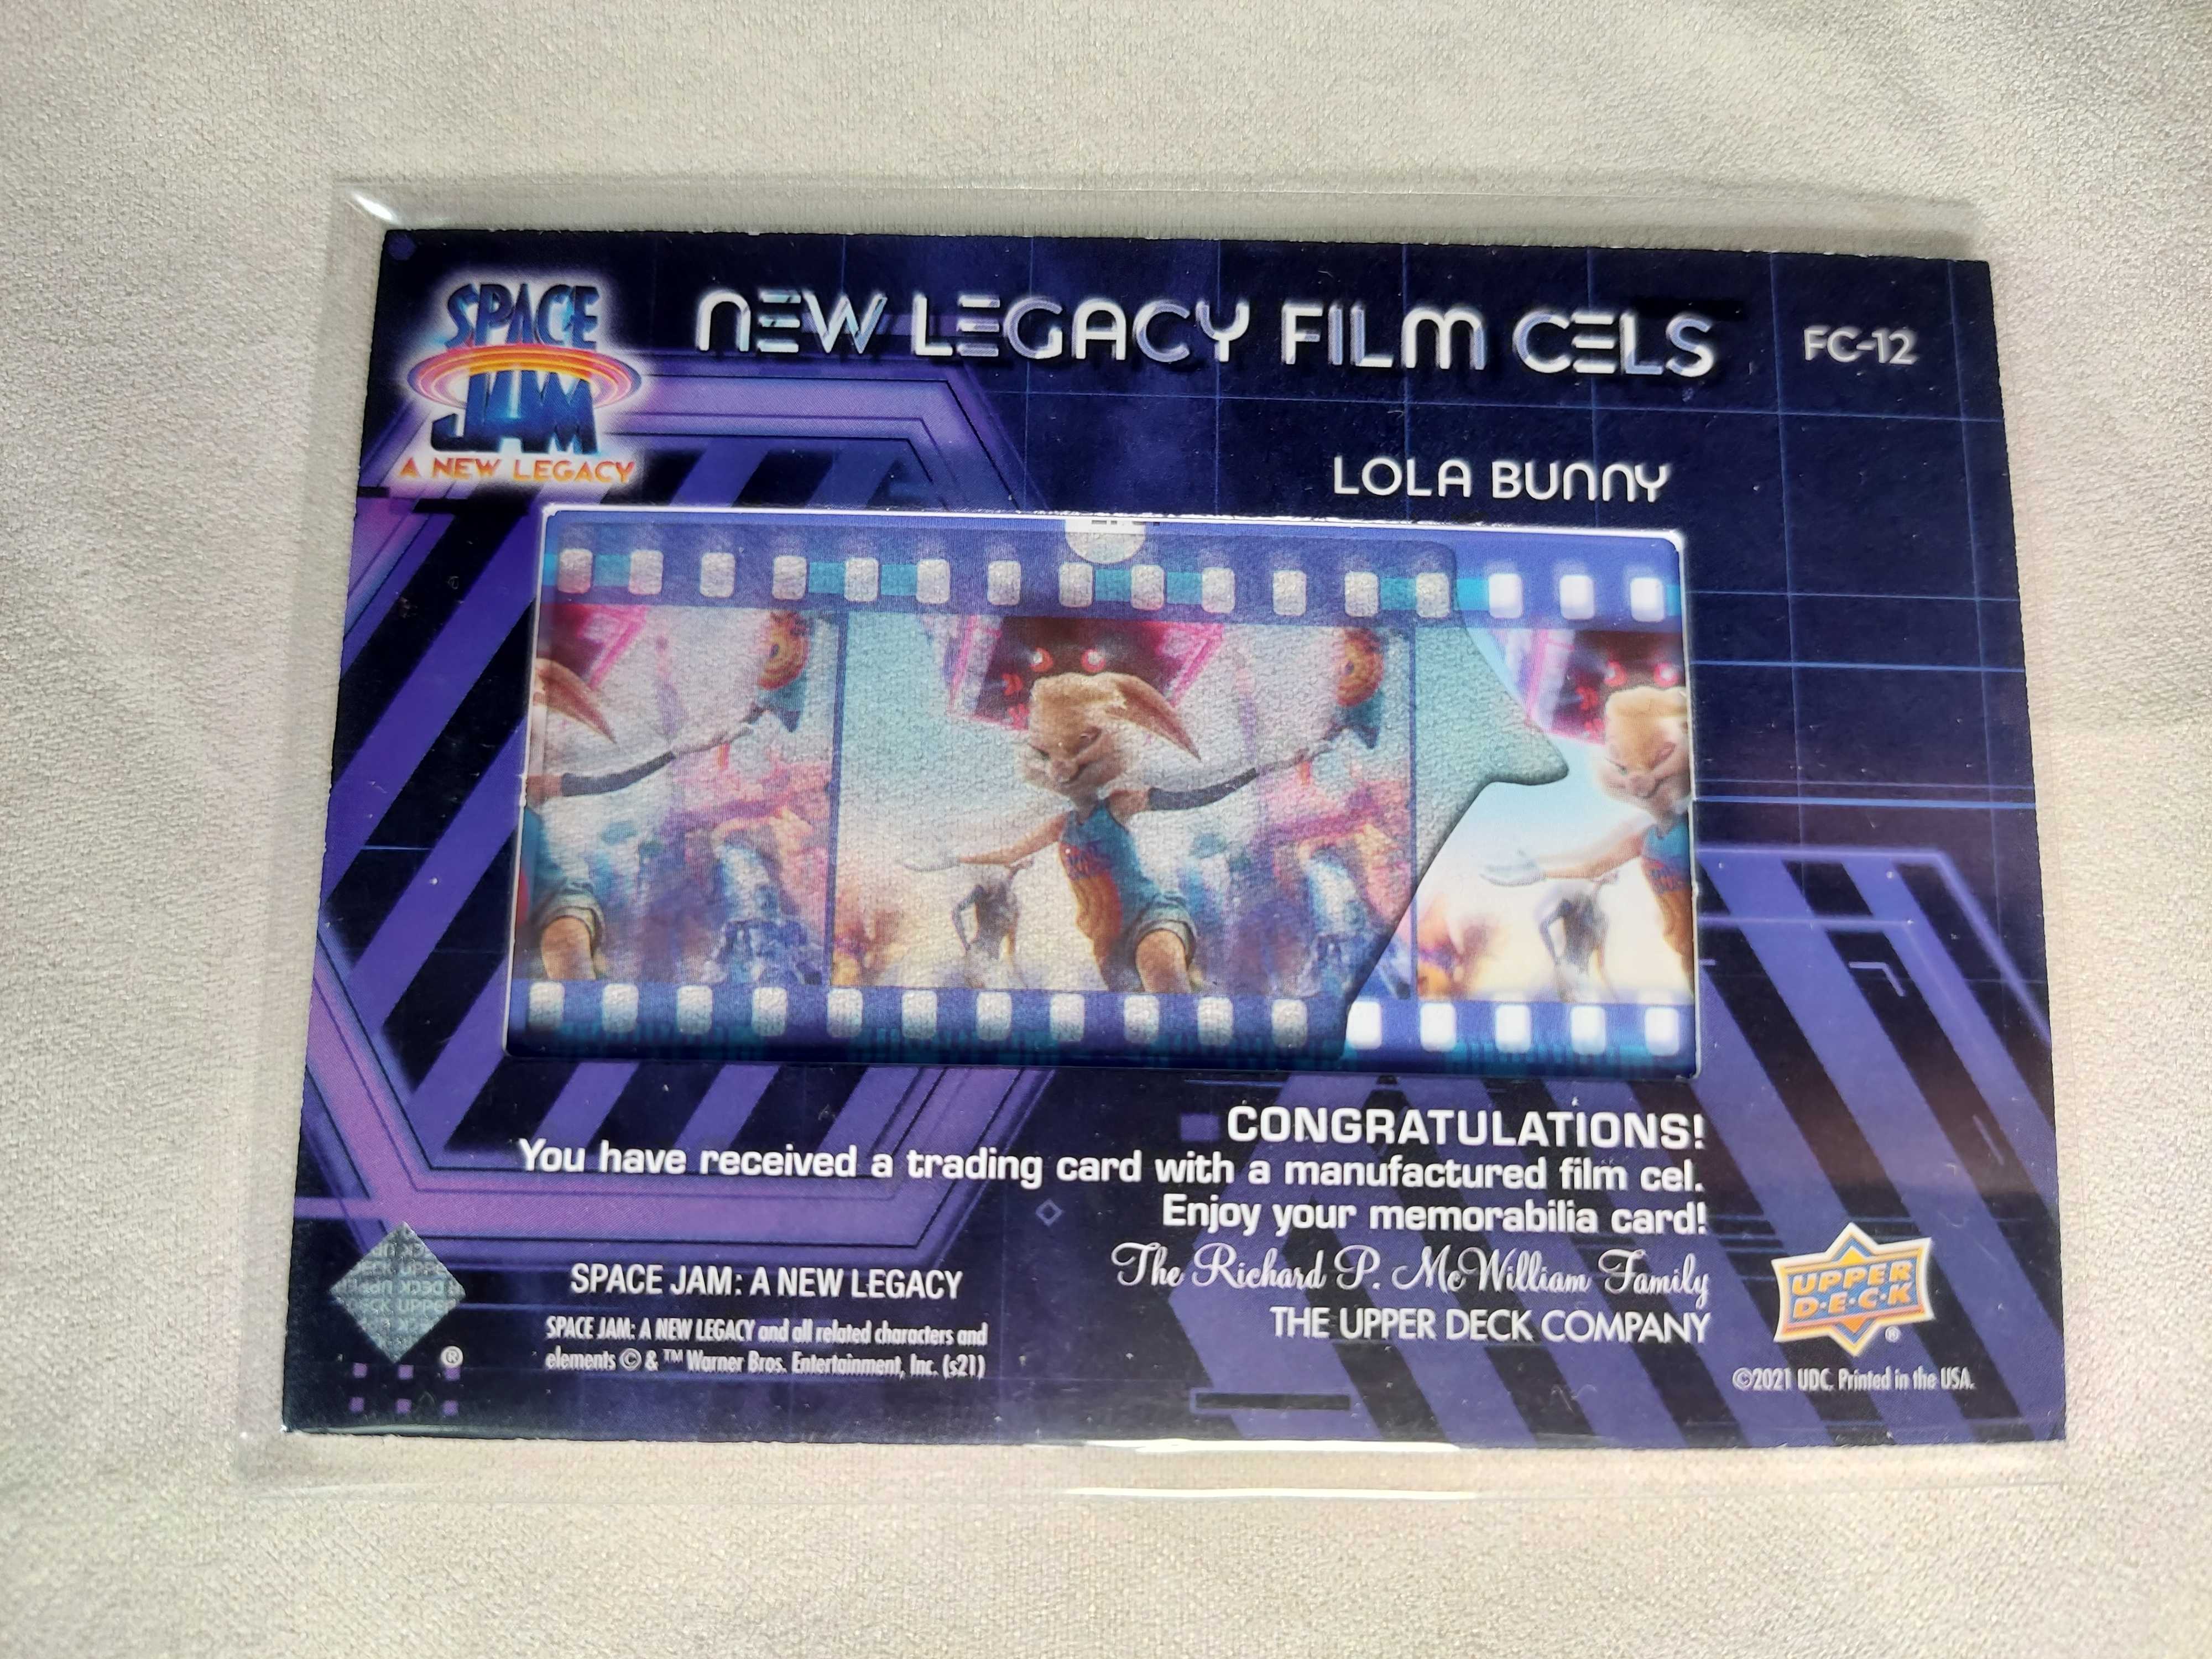 SPACE
JAM
A NEW LEGACY
NEW LEGACY FILM CELS
FC-12
LOLA BUNNY
CONGRATULATIONS!
You have received a trading card with a manufactured film cel.
Enjoy your memorabilia card!
The Richard P. McWilliam Family
THE UPPER DECK COMPANY
SPACE JAM: A NEW LEGACY
SPACE JAM: A NEW LEGACY and all related characters and
elements © & ™ Warner Bros. Entertainment, Inc. (s21)
®
UPPER
D·E·C·K
®
©2021 UDC. Printed in the USA.